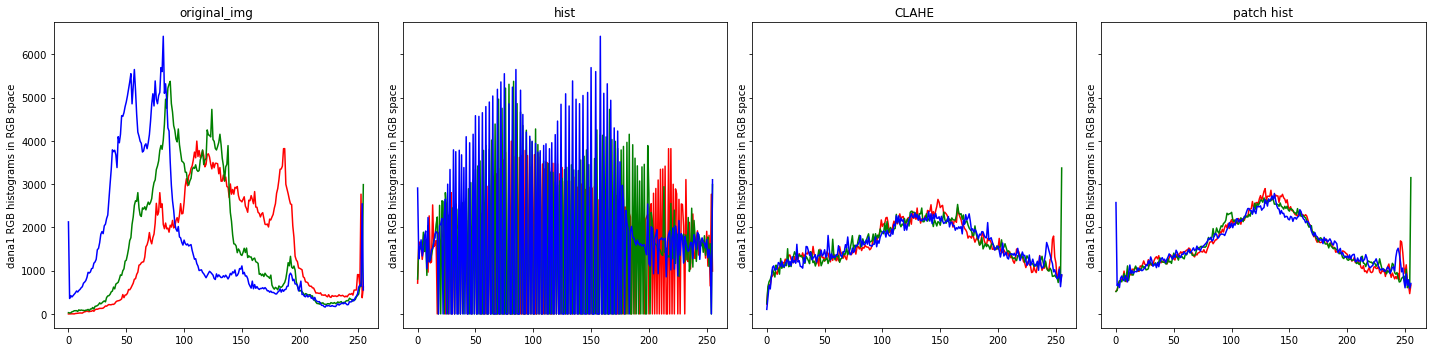 original_img
hist
CLAHE
patch hist
dana1 RGB histograms in RGB space
dana1 RGB histograms in RGB space
dana1 RGB histograms in RGB space
dana1 RGB histograms in RGB space
6000
5000
4000
3000
2000
1000
0
0 50 100 150 200 250
0 50 100 150 200 250
0 50 100 150 200 250
0 50 100 150 200 250